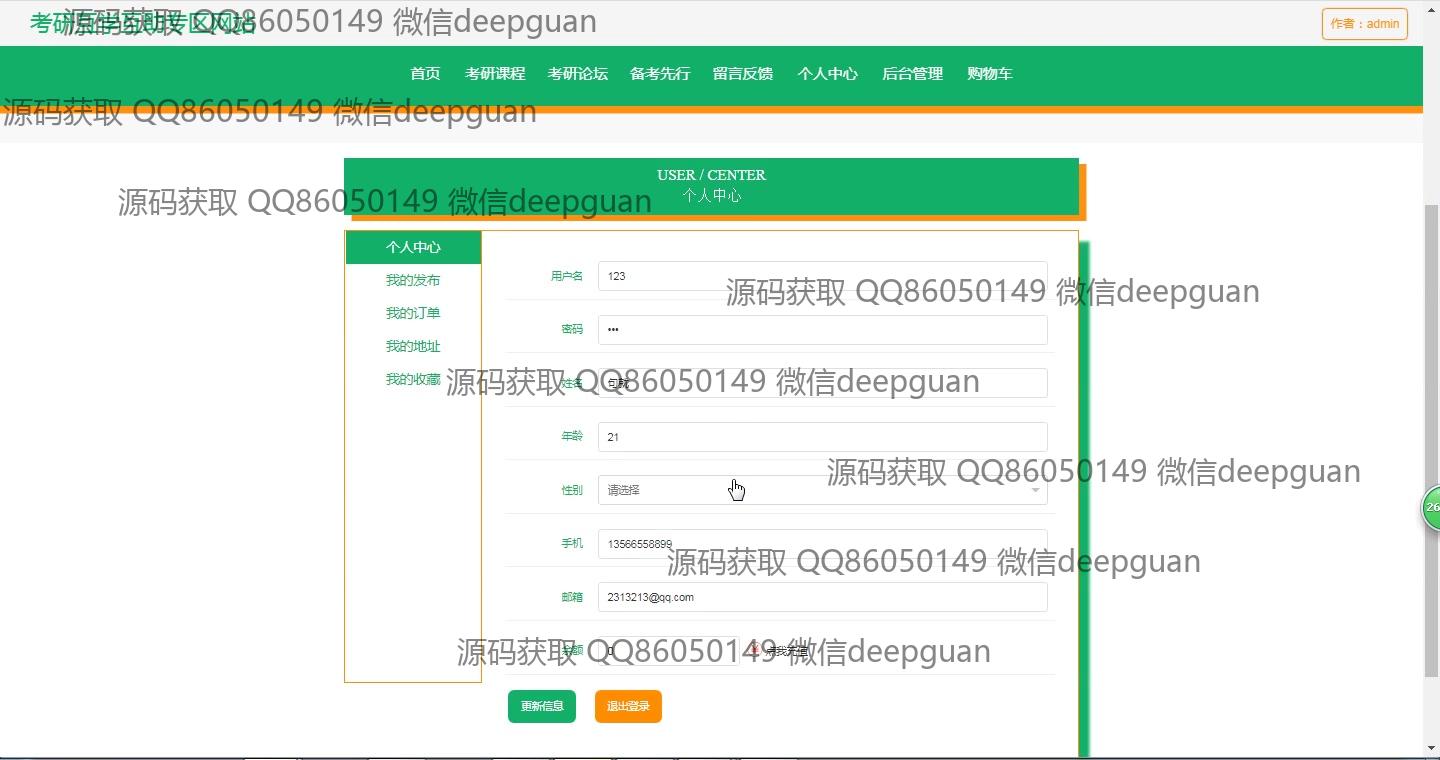 考研互学互助专区网站
源码获取 QQ86050149 微信deepguan
作者：admin
首页 考研课程 考研论坛 备考先行 留言反馈 个人中心 后台管理 购物车
源码获取 QQ86050149 微信deepguan
USER / CENTER
个人中心
源码获取 QQ86050149 微信deepguan
个人中心
我的发布
我的订单
我的地址
我的收藏
用户名 123
源码获取 QQ86050149 微信deepguan
密码 •••
姓名
源码获取 QQ86050149 微信deepguan
年龄 21
源码获取 QQ86050149 微信deepguan
性别 请选择
26
手机 13566558899
源码获取 QQ86050149 微信deepguan
邮箱 2313213@qq.com
余额 0 点我充值
源码获取 QQ86050149 微信deepguan
更新信息 退出登录